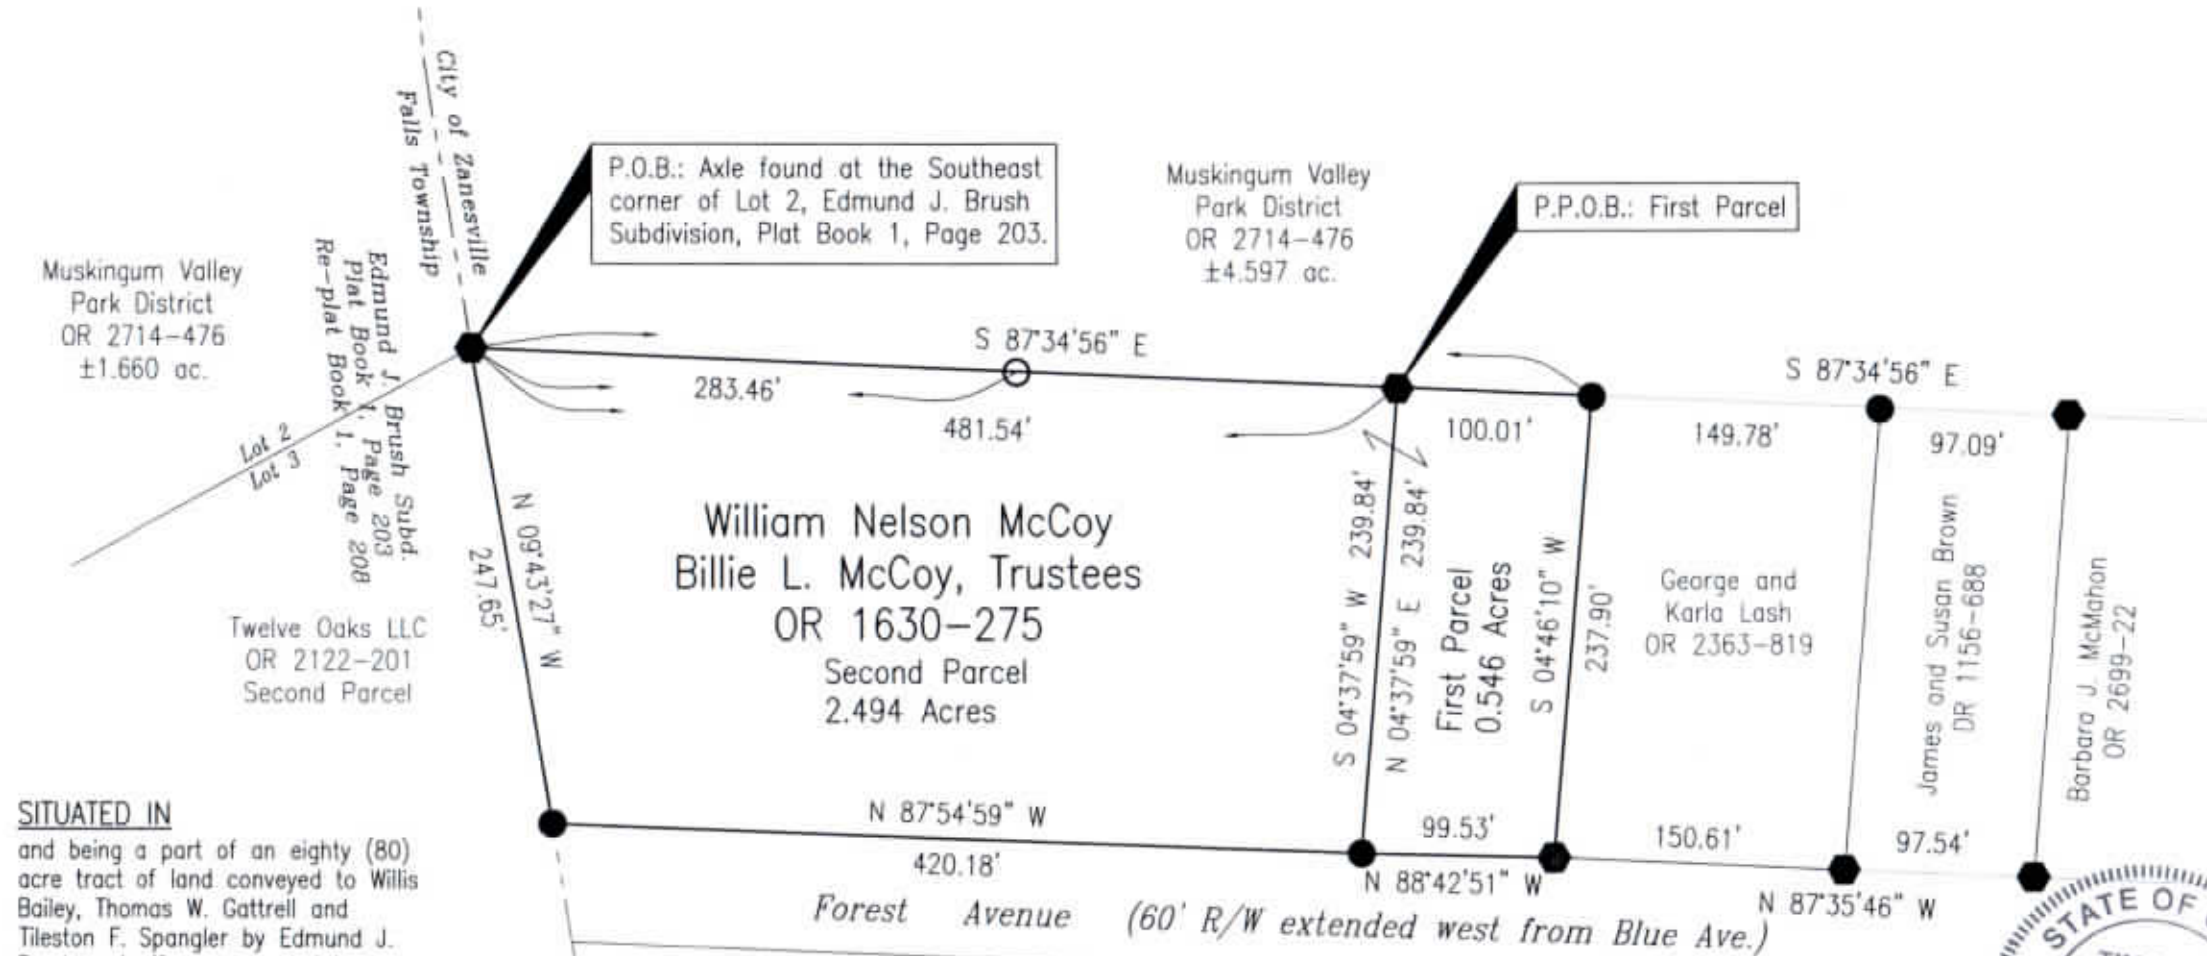 City of Zanesville
Falls Township
P.O.B.: Axle found at the Southeast
corner of Lot 2, Edmund J. Brush
Subdivision, Plat Book 1, Page 203.
Muskingum Valley
Park District
OR 2714-476
±4.597 ac.
P.P.O.B.: First Parcel
Muskingum Valley
Park District
OR 2714-476
±1.660 ac.
Edmund J. Brush Subd.
Plat Book 1, Page 203
Re-plat Book 1, Page 208
Lot 2
Lot 3
S 87°34'56" E
283.46'
481.54'
100.01'
S 87°34'56" E
149.78'
97.09'
N 09°43'27" W
247.65'
William Nelson McCoy
Billie L. McCoy, Trustees
OR 1630-275
Second Parcel
2.494 Acres
S 04°37'59" W 239.84'
N 04°37'59" E 239.84'
First Parcel
0.546 Acres
S 04°46'10" W
237.90'
George and
Karla Lash
OR 2363-819
James and Susan Brown
DR 1156-688
Barbara J. McMahon
OR 2699-22
Twelve Oaks LLC
OR 2122-201
Second Parcel
N 87°54'59" W
420.18'
99.53'
N 88°42'51" W
150.61'
97.54'
N 87°35'46" W
Forest Avenue (60' R/W extended west from Blue Ave.)
SITUATED IN
and being a part of an eighty (80)
acre tract of land conveyed to Willis
Bailey, Thomas W. Gattrell and
Tileston F. Spangler by Edmund J.
STATE OF